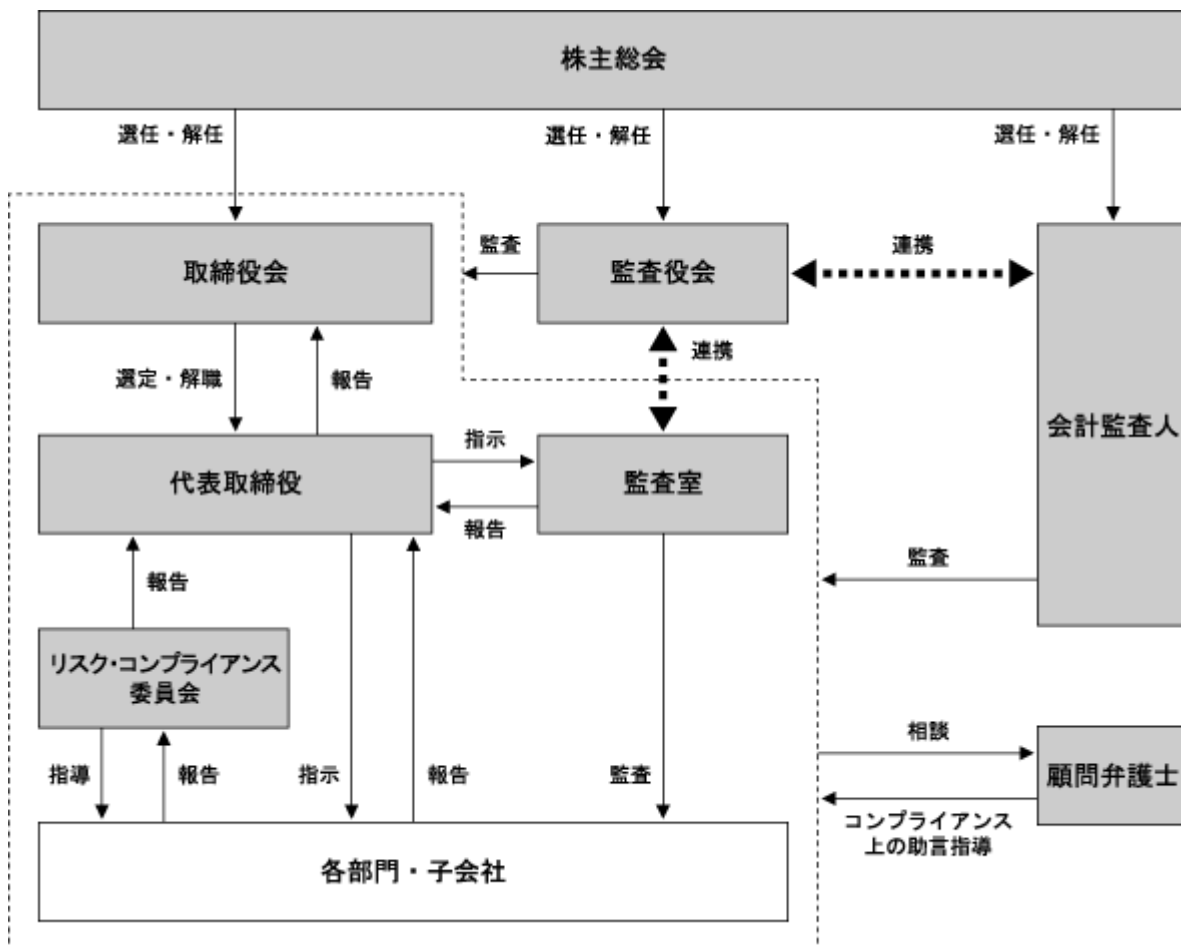 株主総会
選任・解任
選任・解任
選任・解任
取締役会
監査
監査役会
連携
会計監査人
選定・解職
報告
連携
代表取締役
指示
報告
監査室
監査
報告
リスク・コンプライアンス
委員会
指導
報告
指示
報告
監査
相談
顧問弁護士
コンプライアンス
上の助言指導
各部門・子会社